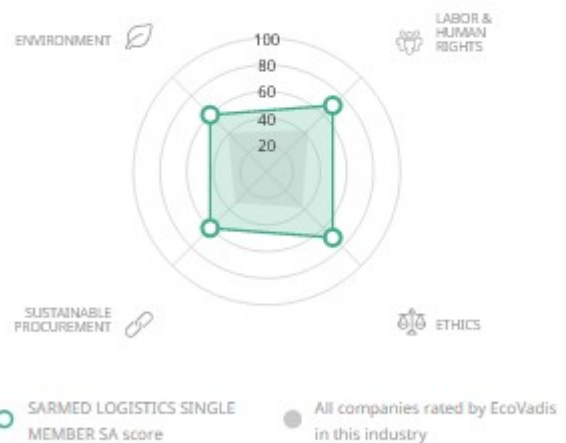 ENVIRONMENT
LABOR &
HUMAN
RIGHTS
100
80
60
40
20
SUSTAINABLE
PROCUREMENT
ETHICS
SARMED LOGISTICS SINGLE
MEMBER SA score
All companies rated by EcoVadis
in this industry